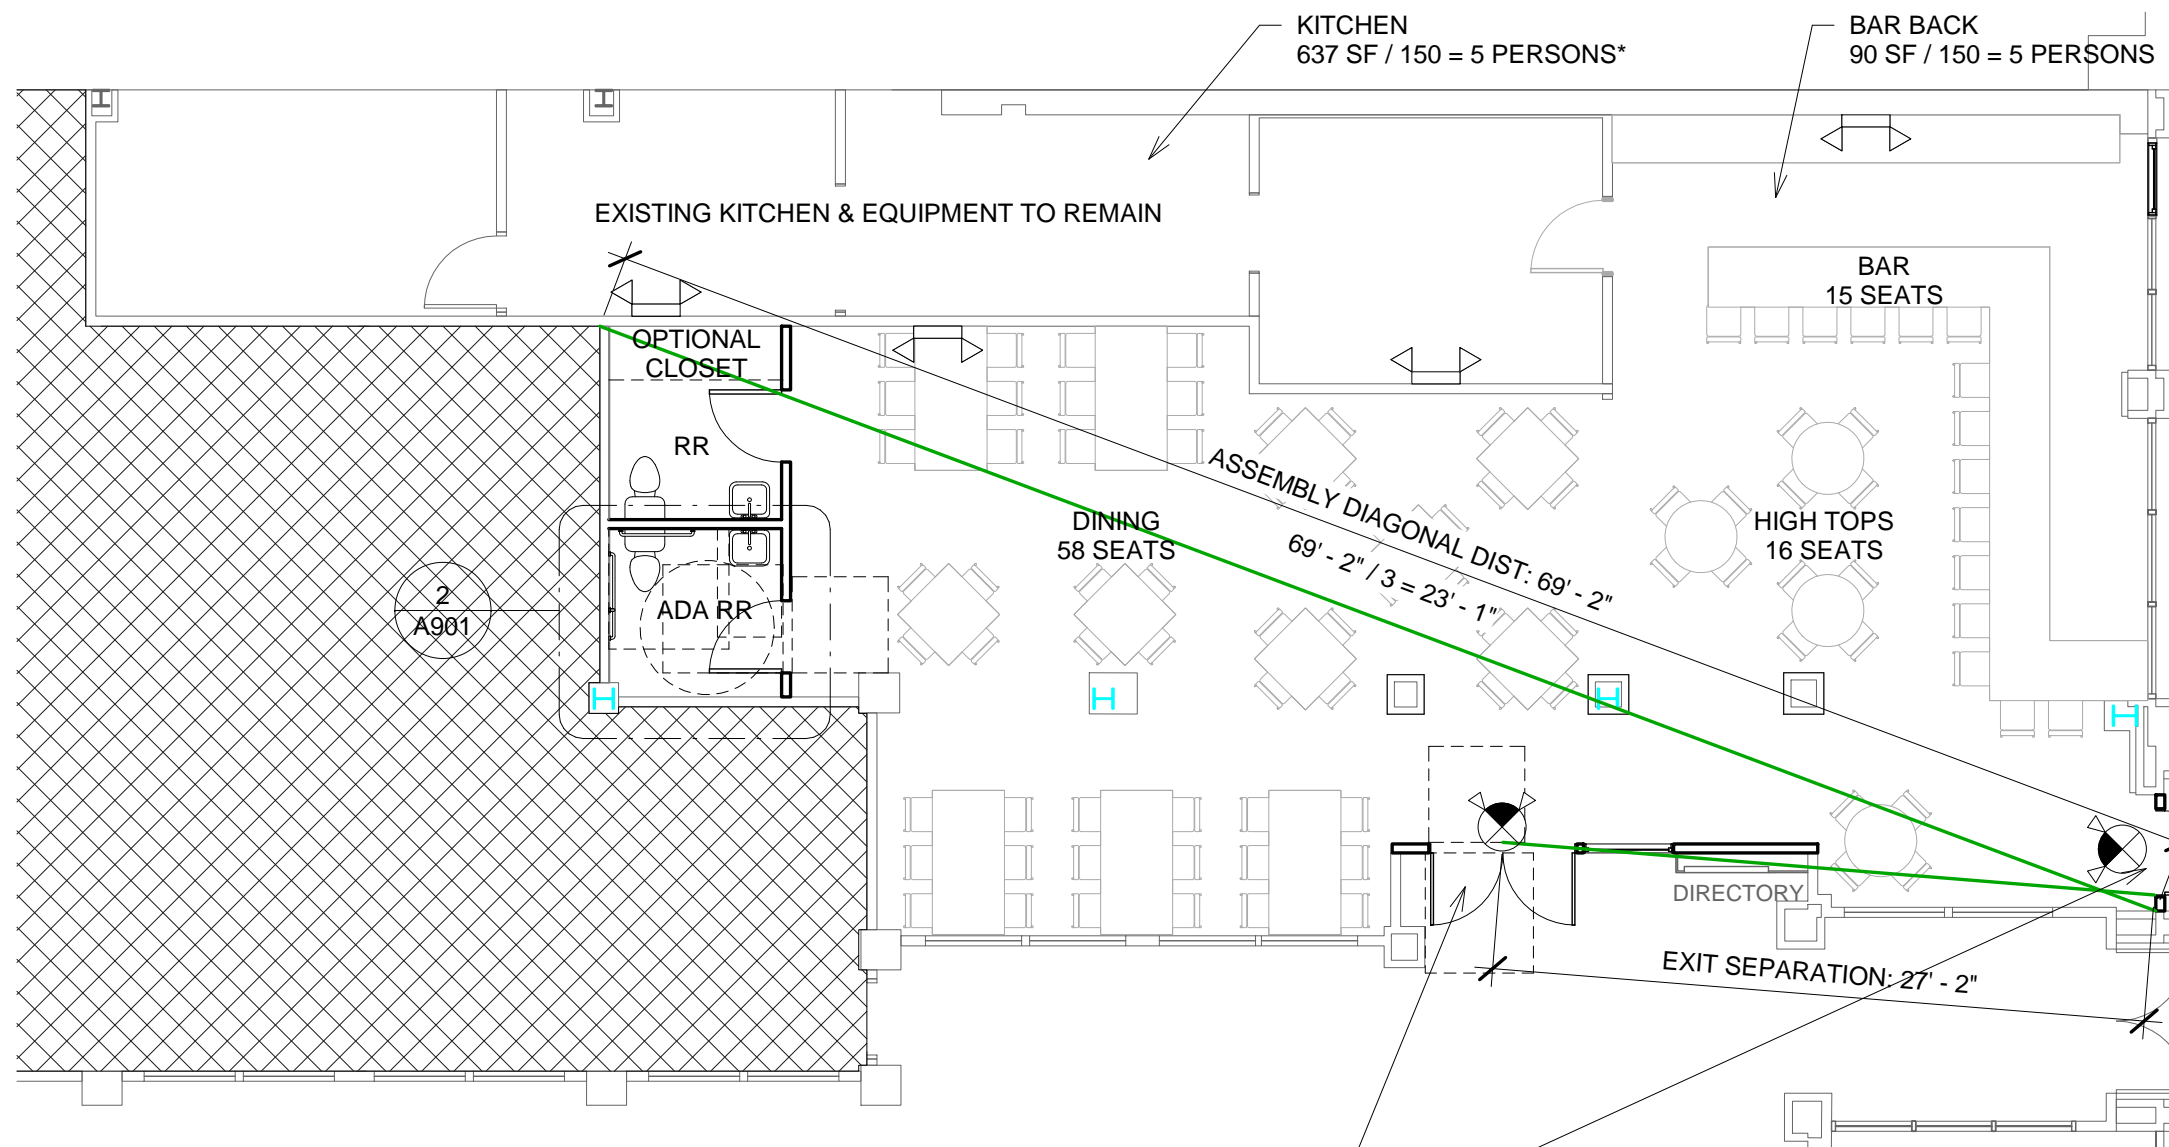 KITCHEN
637 SF / 150 = 5 PERSONS*
BAR BACK
90 SF / 150 = 5 PERSONS
EXISTING KITCHEN & EQUIPMENT TO REMAIN
BAR
15 SEATS
OPTIONAL
CLOSET
RR
ASSEMBLY DIAGONAL DIST: 69' - 2"
69' - 2" / 3 = 23' - 1"
DINING
58 SEATS
HIGH TOPS
16 SEATS
2
A901
ADA RR
DIRECTORY
EXIT SEPARATION: 27' - 2"